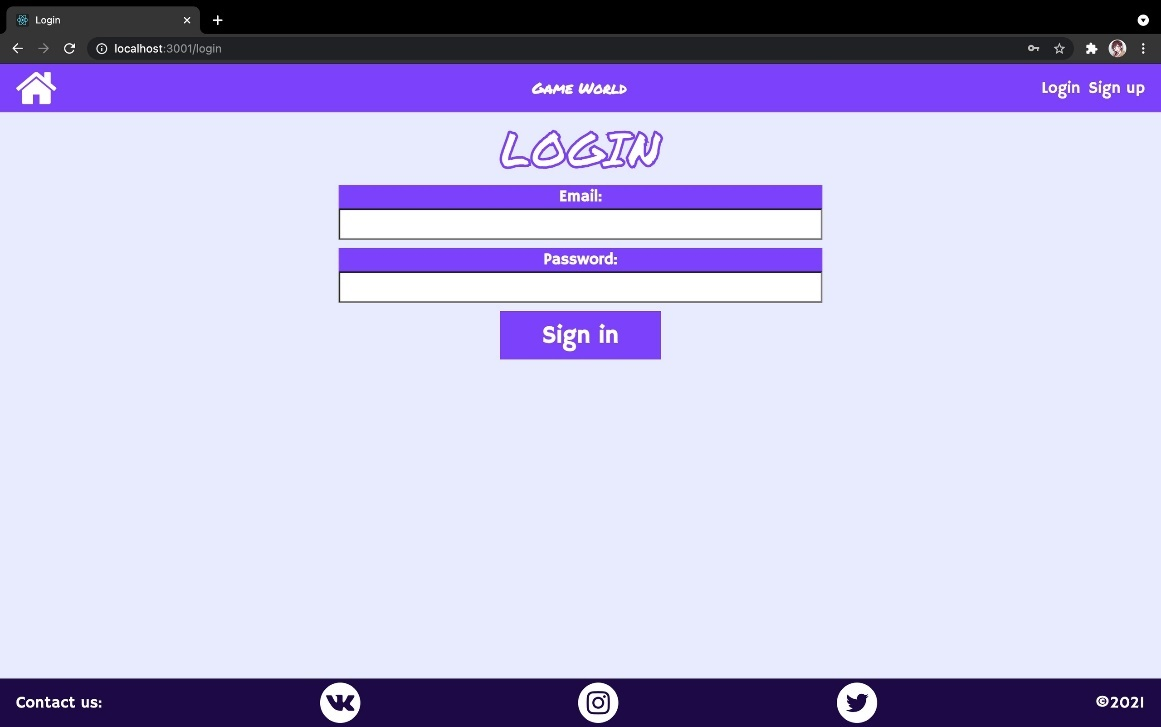 Login
localhost:3001/login
Game World
Login Sign up
LOGIN
Email:
Password:
Sign in
Contact us:
©2021